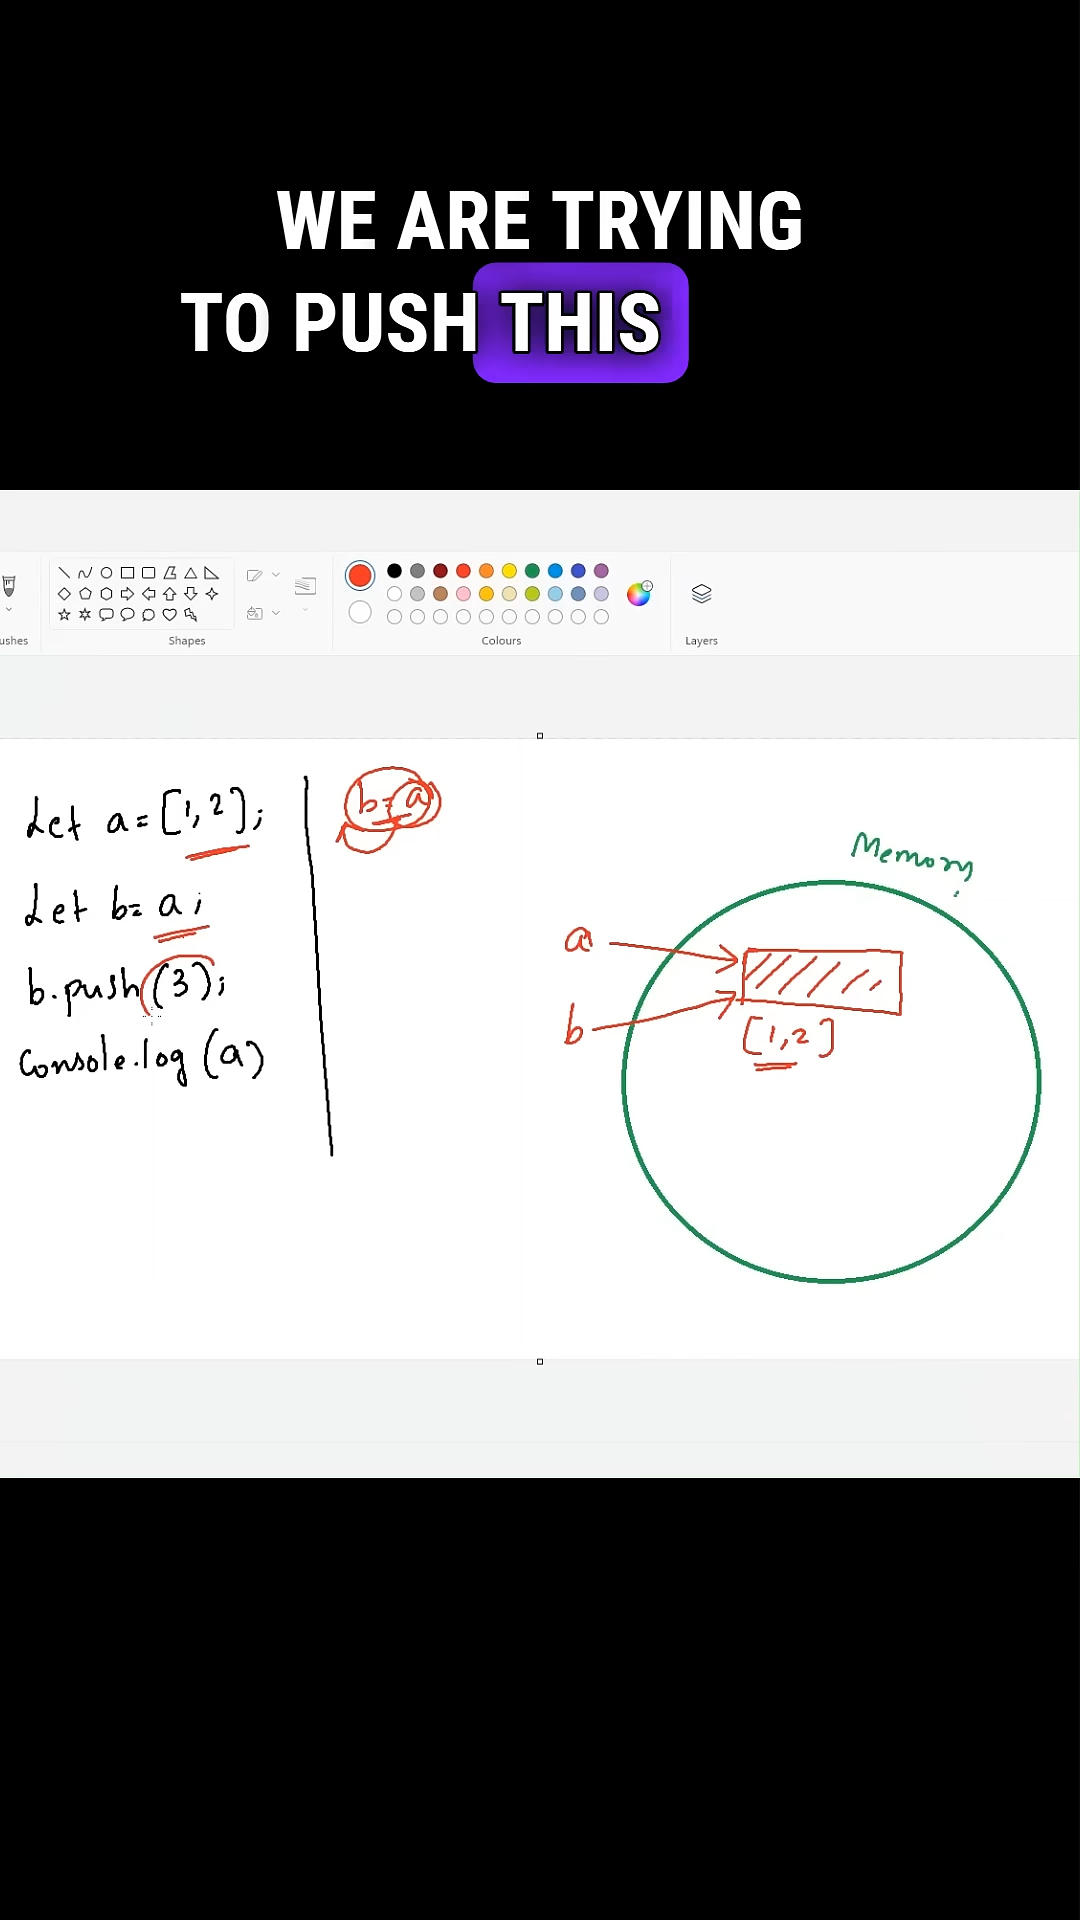 WE ARE TRYING
TO PUSH THIS
ushes
Shapes
Colours
Layers
Let a = [1,2];
Let b= a;
b.push(3);
Console.log (a)
b=a
Memory
a
b
[1,2]